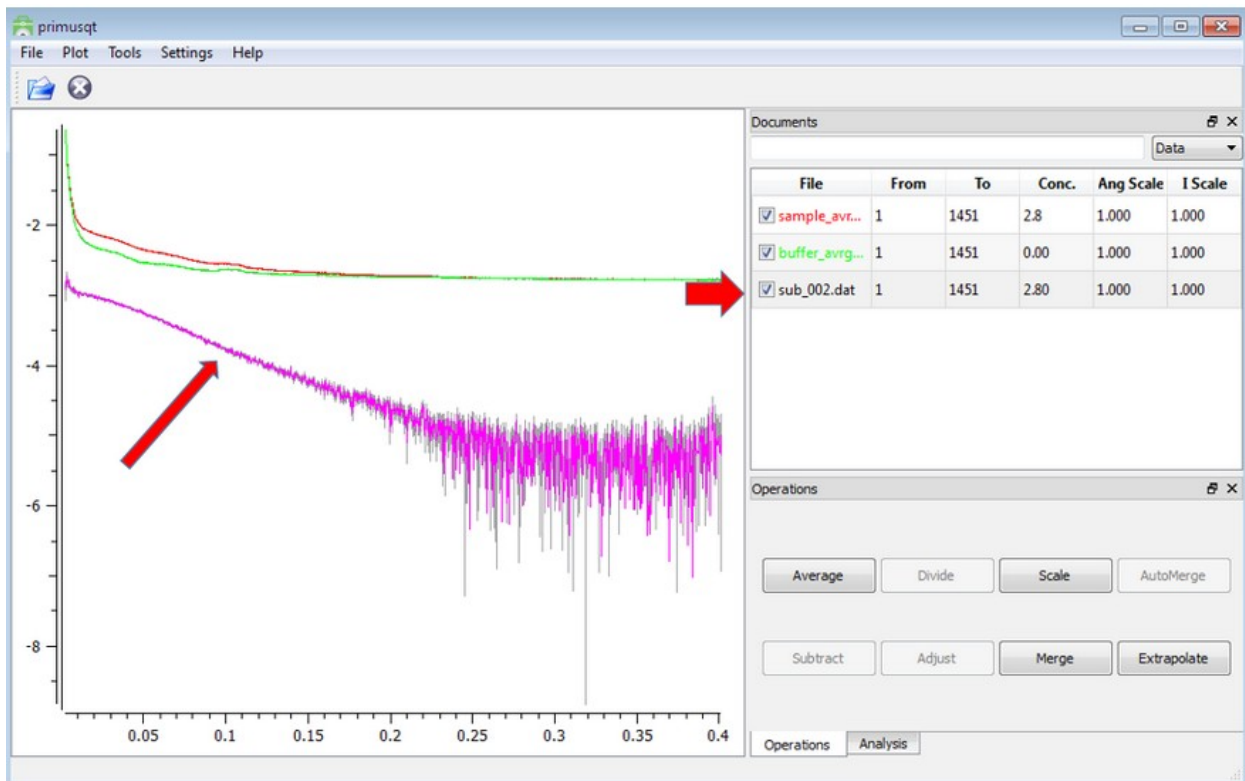 primusqt
File Plot Tools Settings Help
Documents
Data
File From To Conc. Ang Scale I Scale
sample_avr... 1 1451 2.8 1.000 1.000
buffer_avrg... 1 1451 0.00 1.000 1.000
sub_002.dat 1 1451 2.80 1.000 1.000
-2
-4
-6
-8
0.05 0.1 0.15 0.2 0.25 0.3 0.35 0.4
Operations
Average Divide Scale AutoMerge
Subtract Adjust Merge Extrapolate
Operations Analysis